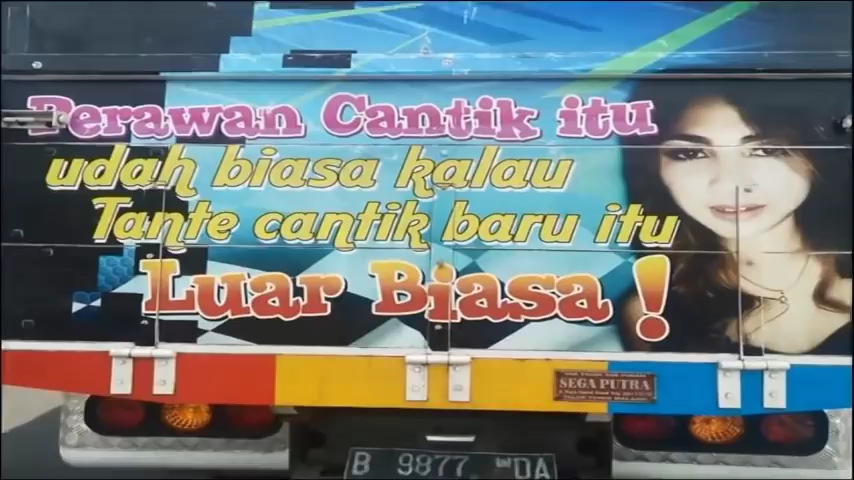 Perawan Cantik itu
udah biasa kalau
Tante cantik baru itu
Luar Biasa !
SEGA PUTRA
B 9877 DA